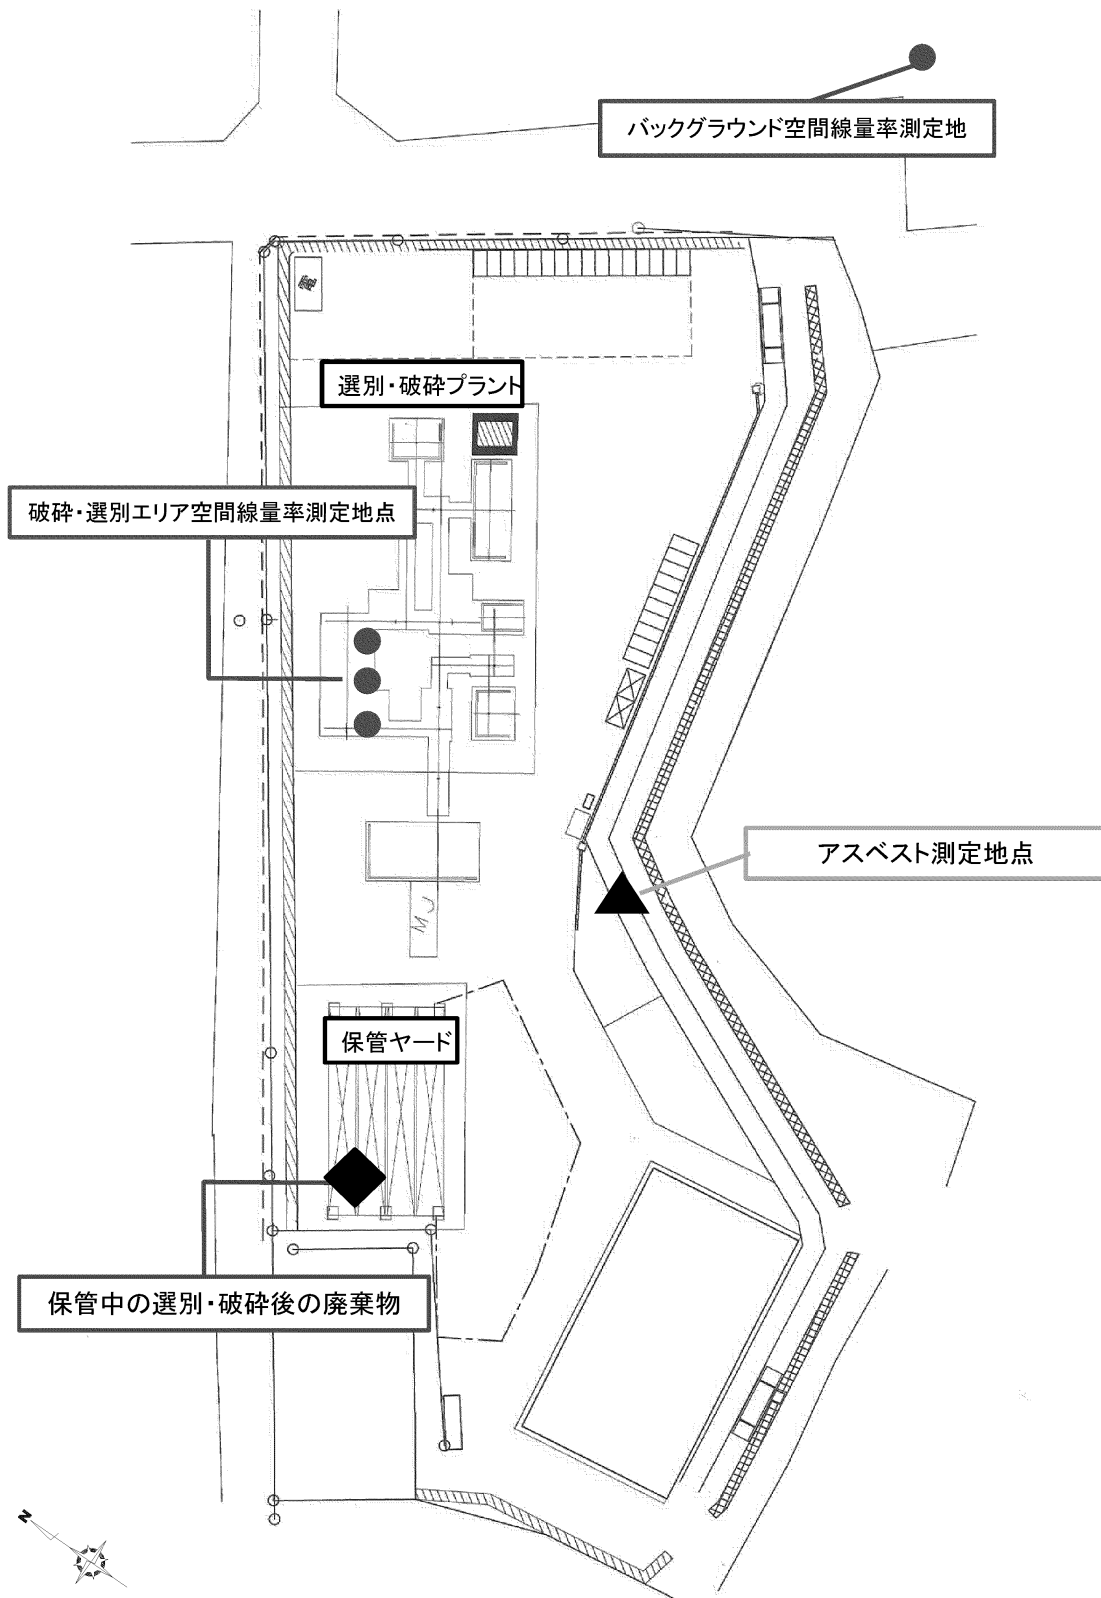 バックグラウンド空間線量率測定地
電
選別・破砕プラント
破砕・選別エリア空間線量率測定地点
アスベスト測定地点
MJ
保管ヤード
保管中の選別・破砕後の廃棄物
N